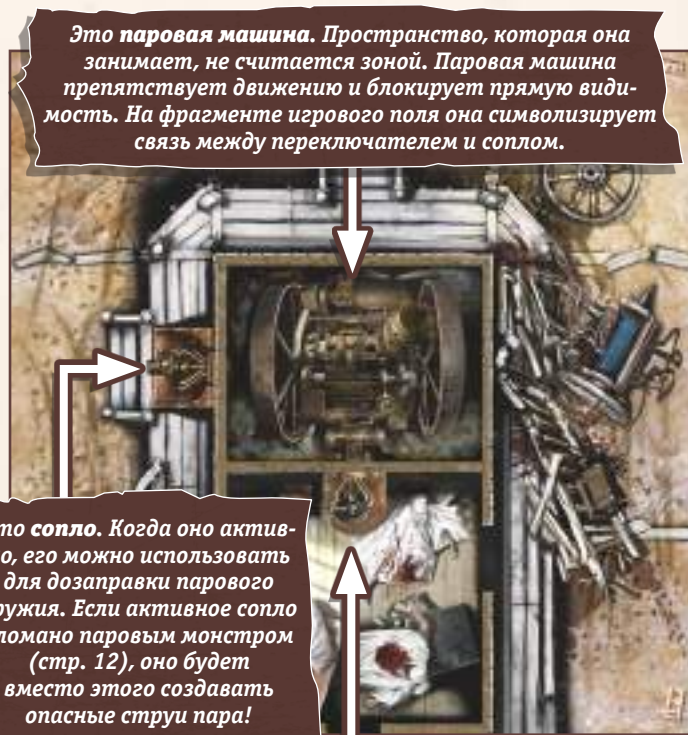 Это паровая машина. Пространство, которая она
занимает, не считается зоной. Паровая машина
препятствует движению и блокирует прямую види-
мость. На фрагменте игрового поля она символизирует
связь между переключателем и соплом.
то сопло. Когда оно актив-
о, его можно использовать
для дозаправки парового
ружия. Если активное сопло
ломано паровым монстром
(стр. 12), оно будет
вместо этого создавать
опасные струи пара!